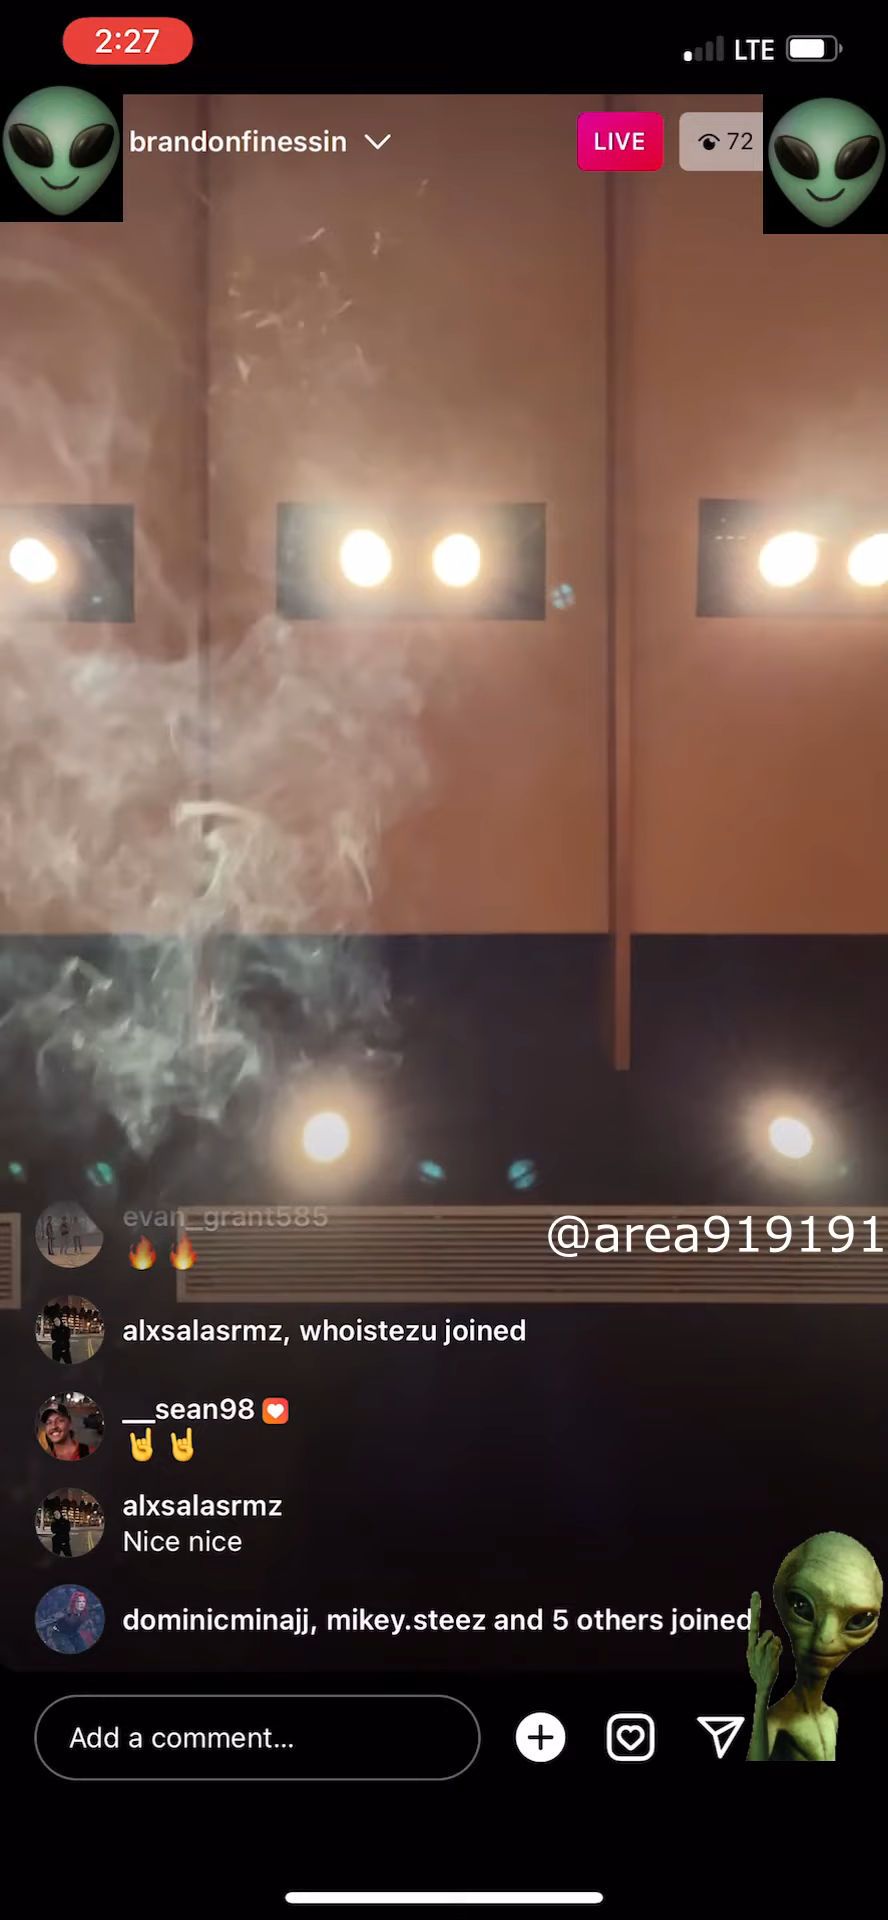 2:27
LTE
brandonfinessin
LIVE
72
evan_grant585
🔥 🔥
@area919191
alxsalasrmz, whoistezu joined
__sean98
🤘 🤘
alxsalasrmz
Nice nice
dominicminajj, mikey.steez and 5 others joined
Add a comment...